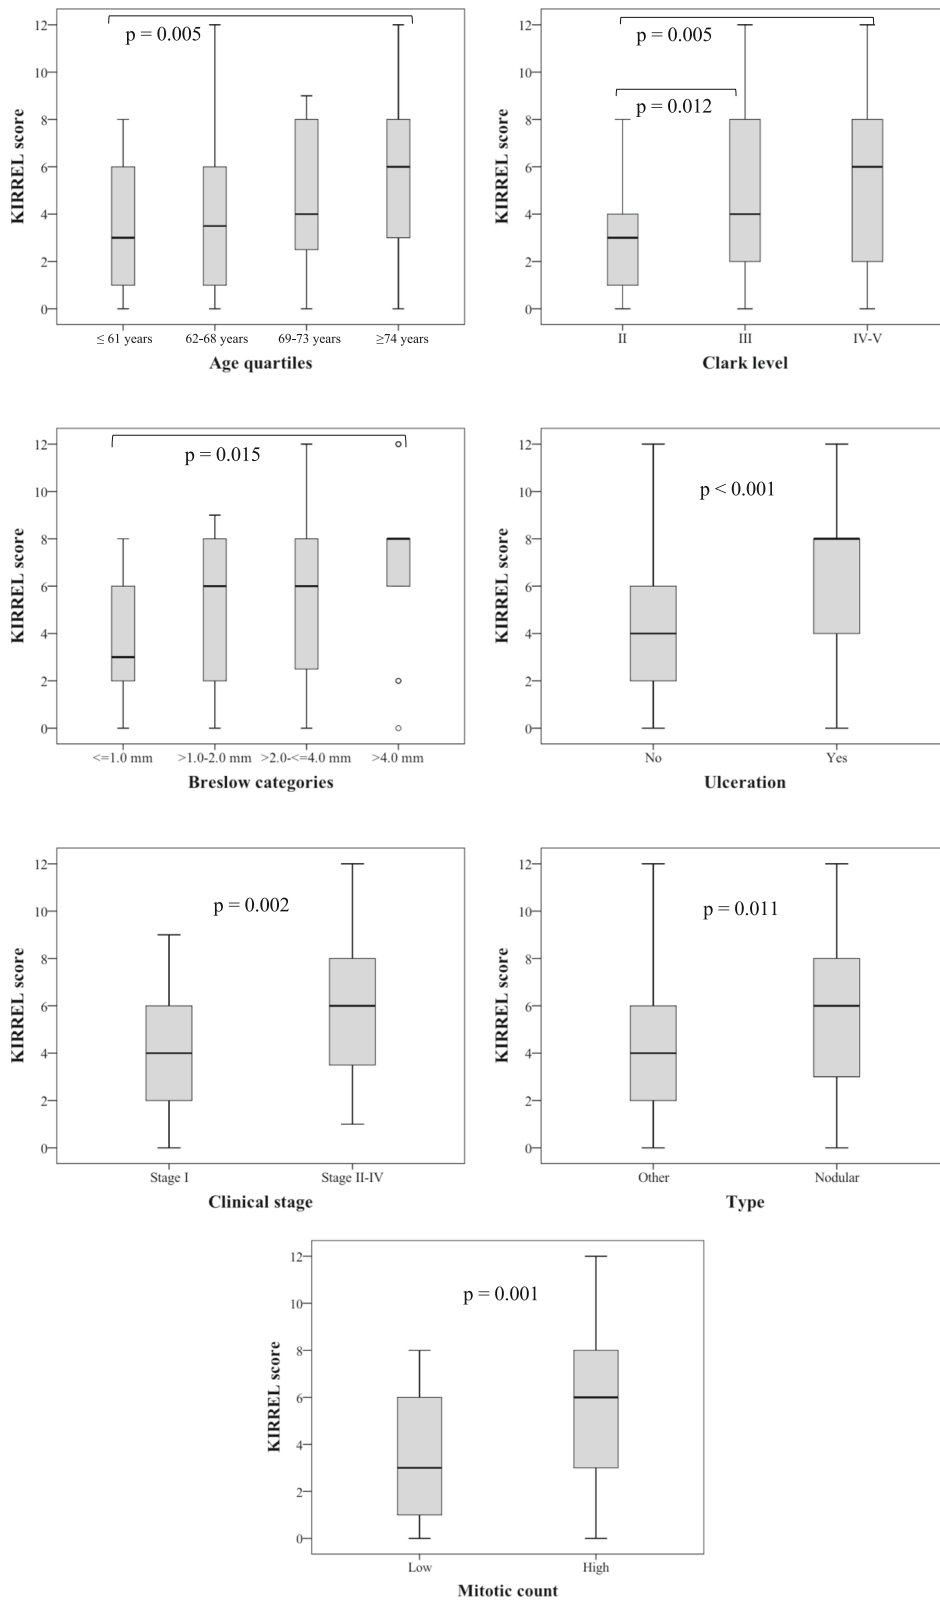 12
10
8
6
4
2
0
KIRREL score
p = 0.005
≤ 61 years 62-68 years 69-73 years ≥74 years
Age quartiles
12
10
8
6
4
2
0
KIRREL score
p = 0.005
p = 0.012
II III IV-V
Clark level
12
10
8
6
4
2
0
KIRREL score
p = 0.015
<=1.0 mm >1.0-2.0 mm >2.0-<=4.0 mm >4.0 mm
Breslow categories
12
10
8
6
4
2
0
KIRREL score
p < 0.001
No Yes
Ulceration
12
10
8
6
4
2
0
KIRREL score
p = 0.002
Stage I Stage II-IV
Clinical stage
12
10
8
6
4
2
0
KIRREL score
p = 0.011
Other Nodular
Type
12
10
8
6
4
2
0
KIRREL score
p = 0.001
Low High
Mitotic count